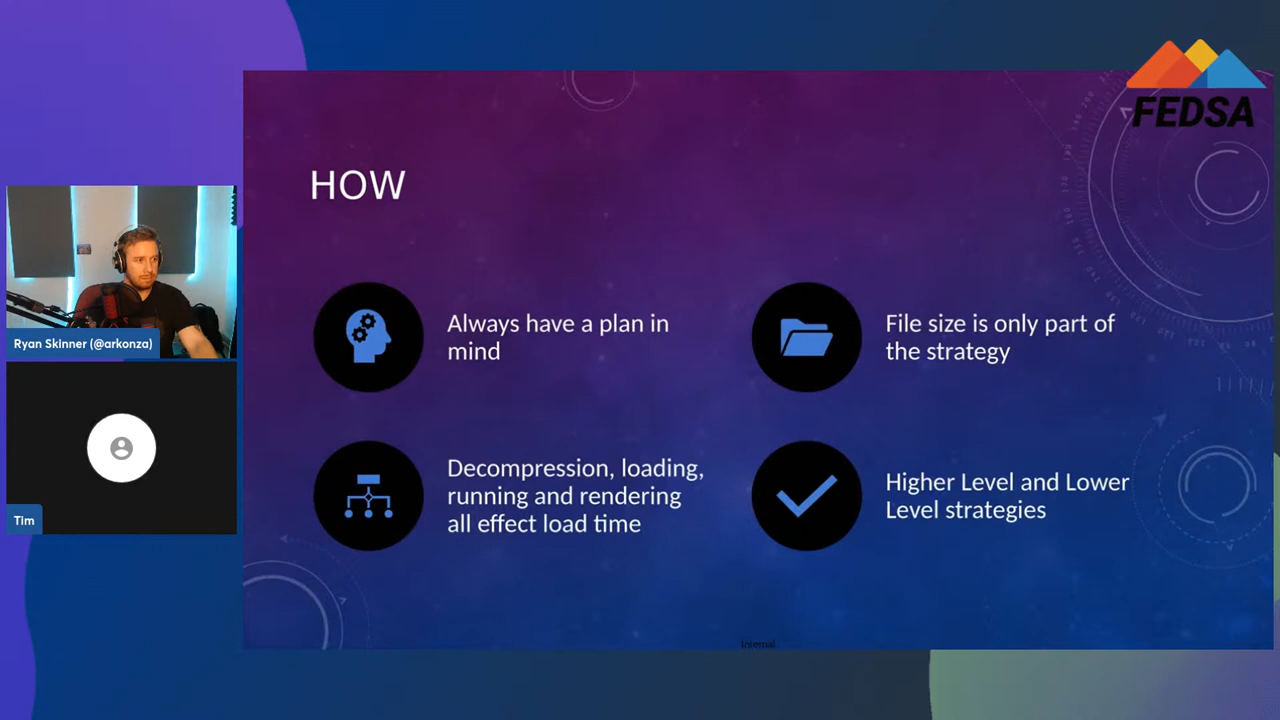 FEDSA
HOW
Always have a plan in
mind
File size is only part of
the strategy
Decompression, loading,
running and rendering
all effect load time
Higher Level and Lower
Level strategies
Ryan Skinner (@arkonza)
Tim
Internal